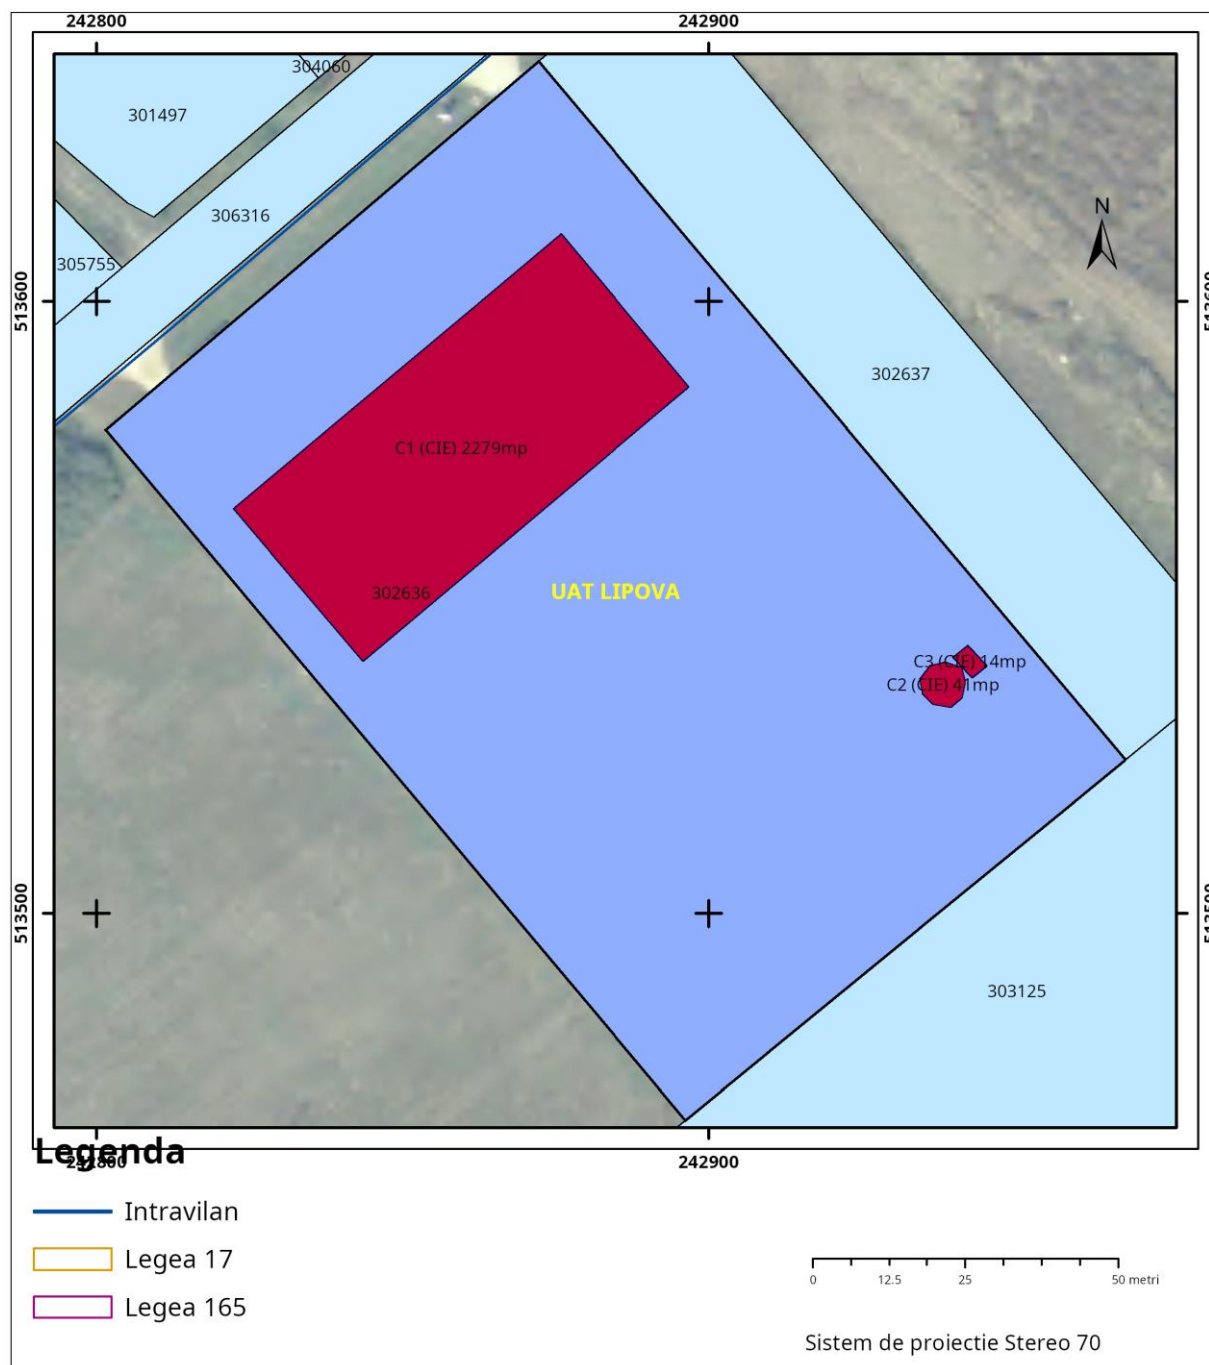 242800 242900
304060
301497
306316
305755
513600
513600
302637
C1 (CIE) 2279mp
302636
UAT LIPOVA
C3 (CIE) 14mp
C2 (CIE) 41mp
513500
303125
242800 242900
Legenda
Intravilan
Legea 17
Legea 165
0 12.5 25 50 metri
Sistem de proiectie Stereo 70
N